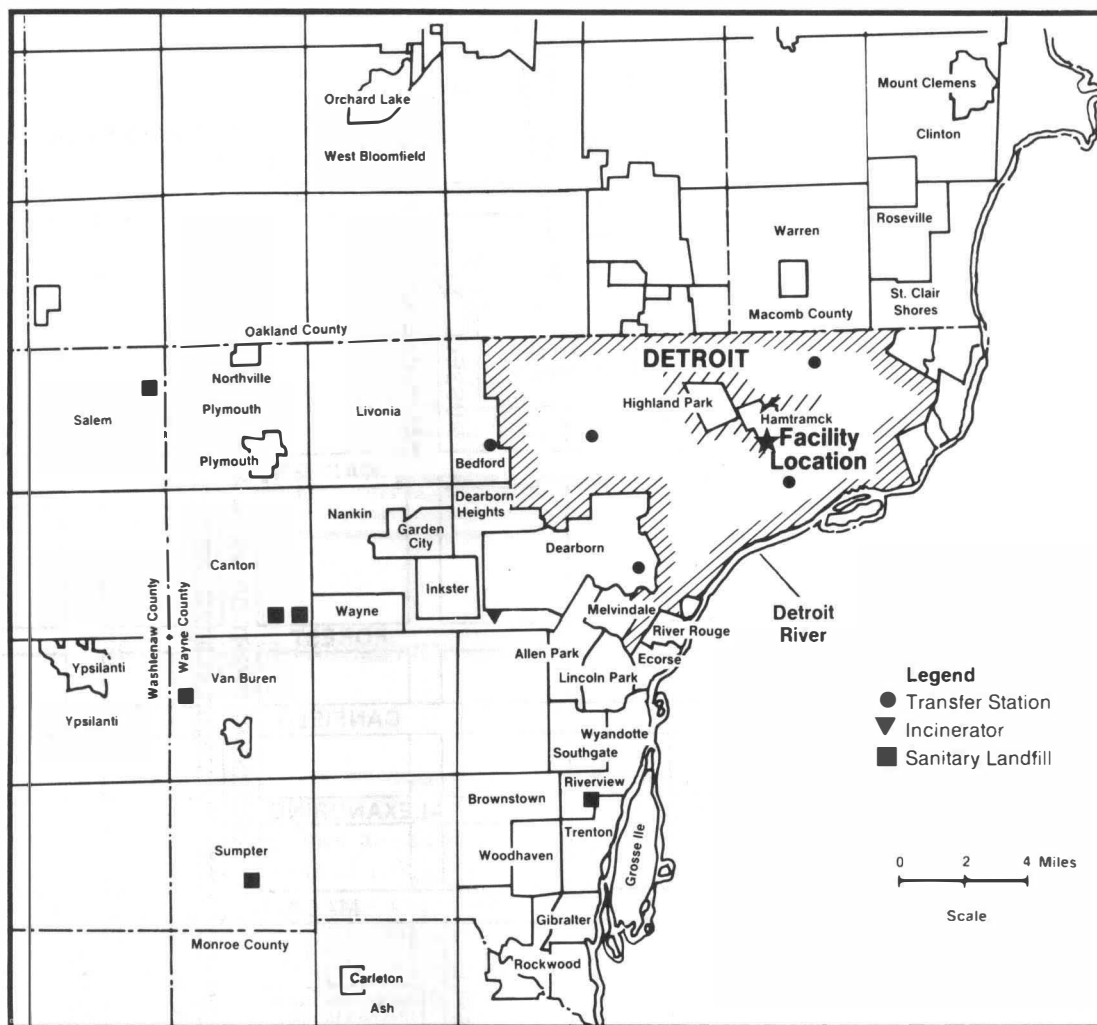 Orchard Lake
West Bloomfield
Mount Clemens
Clinton
Roseville
Warren
St. Clair
Shores
Macomb County
Oakland County
Northville
Salem
Plymouth
Plymouth
Livonia
Bedford
DETROIT
Highland Park
Hamtramck
Facility
Location
Nankin
Dearborn
Heights
Garden
City
Dearborn
Canton
Inkster
Wayne
Melvindale
River Rouge
Ecorse
Allen Park
Lincoln Park
Detroit
River
Washtenaw County
Wayne County
Ypsilanti
Ypsilanti
Van Buren
Wyandotte
Southgate
Riverview
Brownstown
Trenton
Woodhaven
Grosse Ile
Sumpter
Gibralter
Rockwood
Monroe County
Carleton
Ash
Legend
Transfer Station
Incinerator
Sanitary Landfill
0 2 4 Miles
Scale